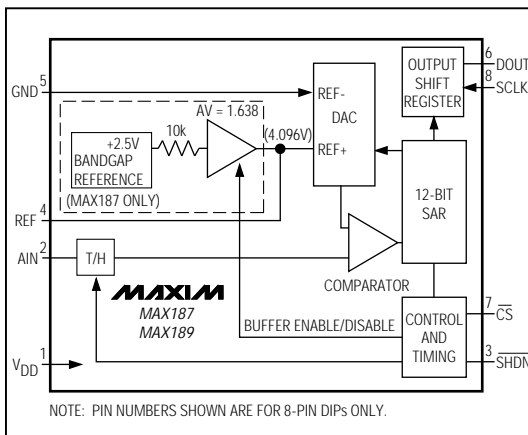 OUTPUT
SHIFT
REGISTER
6
DOUT
8
SCLK
GND
5
AV = 1.638
REF-
DAC
REF+
+2.5V
BANDGAP
REFERENCE
10k
(4.096V)
(MAX187 ONLY)
12-BIT
SAR
REF
4
AIN
2
T/H
COMPARATOR
MAXIM
MAX187
MAX189
BUFFER ENABLE/DISABLE
CONTROL
AND
TIMING
7
CS
3
SHDN
VDD
1
NOTE: PIN NUMBERS SHOWN ARE FOR 8-PIN DIPs ONLY.